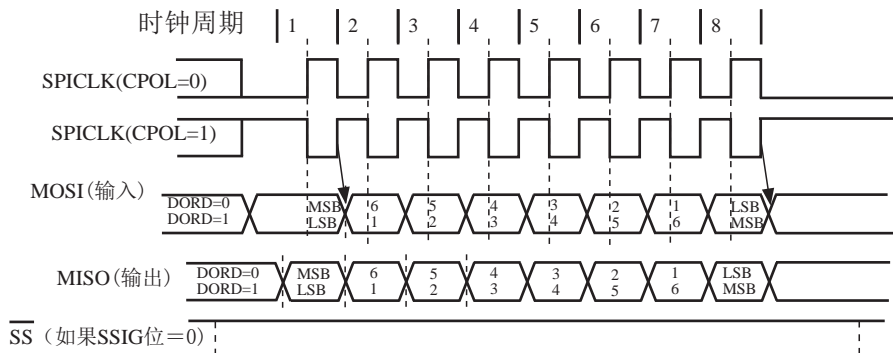 时钟周期 1 2 3 4 5 6 7 8
SPICLK(CPOL=0)
SPICLK(CPOL=1)
MOSI(输入)
DORD=0 MSB 6 5 4 3 2 1 LSB
DORD=1 LSB 1 2 3 4 5 6 MSB
MISO(输出)
DORD=0 MSB 6 5 4 3 2 1 LSB
DORD=1 LSB 1 2 3 4 5 6 MSB
SS(如果SSIG位=0)